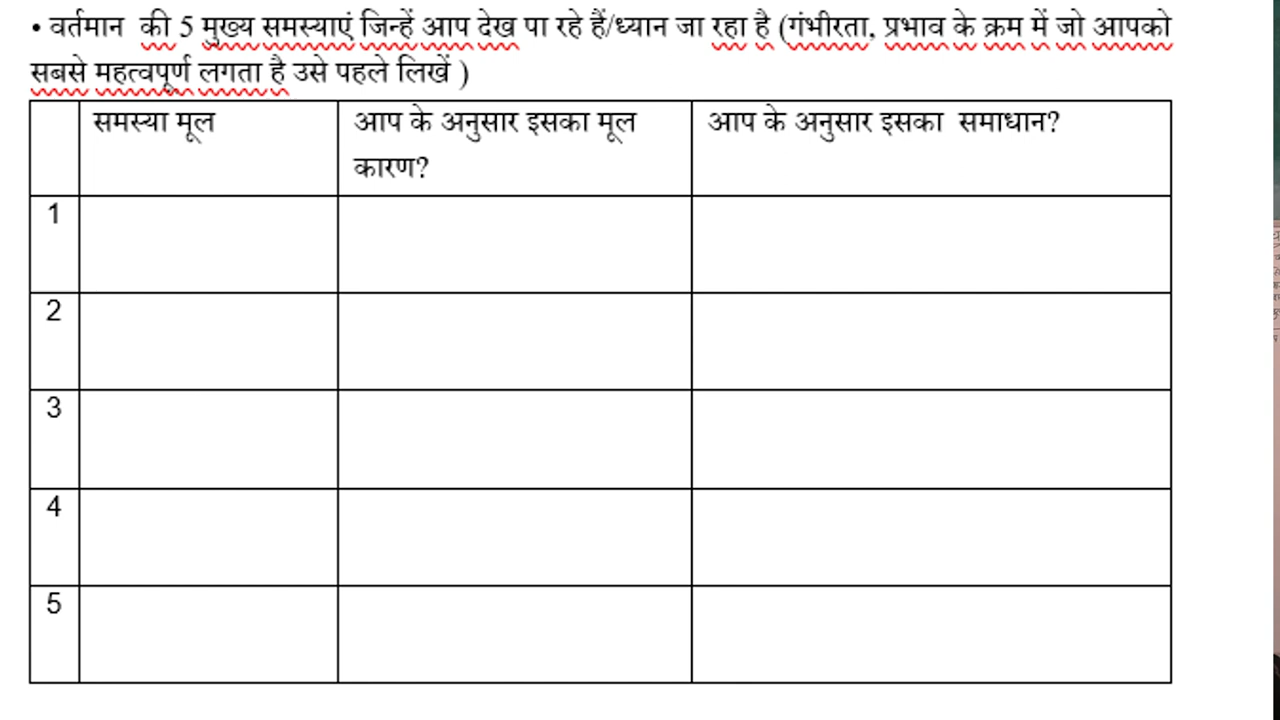 • वर्तमान की 5 मुख्य समस्याएं जिन्हें आप देख पा रहे हैं/ध्यान जा रहा है (गंभीरता, प्रभाव के क्रम में जो आपको
सबसे महत्वपूर्ण लगता है उसे पहले लिखें )
समस्या मूल
आप के अनुसार इसका मूल
कारण?
आप के अनुसार इसका समाधान?
1
2
3
4
5